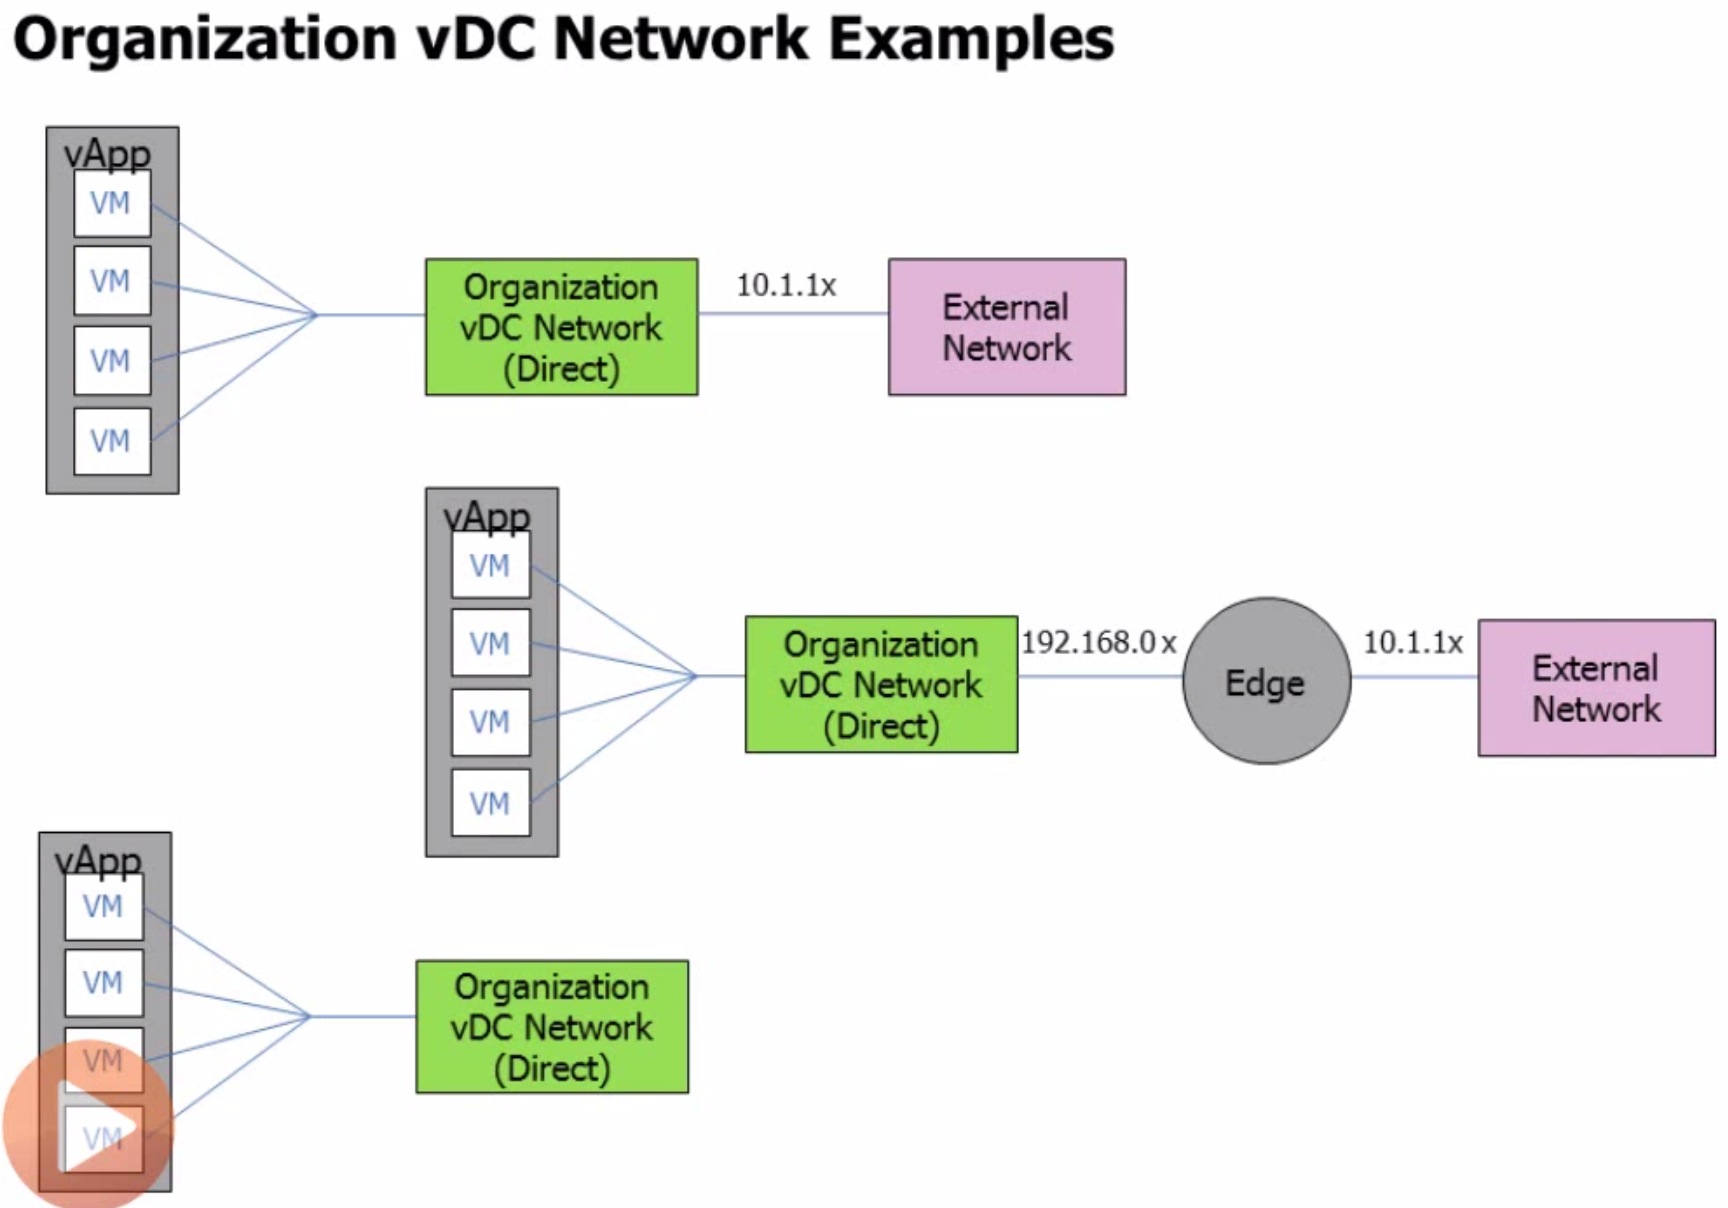 Organization vDC Network Examples
vApp
VM
VM
VM
VM
Organization
vDC Network
(Direct)
10.1.1x
External
Network
vApp
VM
VM
VM
VM
Organization
vDC Network
(Direct)
192.168.0 x
Edge
10.1.1x
External
Network
vApp
VM
VM
VM
VM
Organization
vDC Network
(Direct)